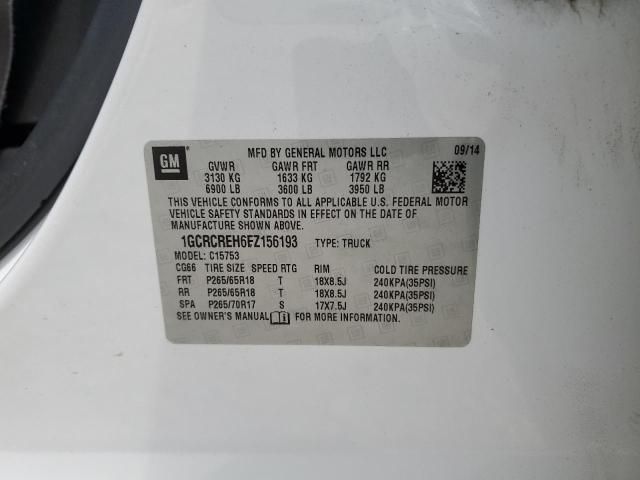 GM
MFD BY GENERAL MOTORS LLC 09/14
GVWR GAWR FRT GAWR RR
3130 KG 1633 KG 1792 KG
6900 LB 3600 LB 3950 LB
THIS VEHICLE CONFORMS TO ALL APPLICABLE U.S. FEDERAL MOTOR
VEHICLE SAFETY STANDARDS IN EFFECT ON THE DATE OF
MANUFACTURE SHOWN ABOVE.
1GCRCREH6FZ156193 TYPE: TRUCK
MODEL: C15753
CG66 TIRE SIZE SPEED RTG RIM COLD TIRE PRESSURE
FRT P265/65R18 T 18X8.5J 240KPA(35PSI)
RR P265/65R18 T 18X8.5J 240KPA(35PSI)
SPA P265/70R17 S 17X7.5J 240KPA(35PSI)
SEE OWNER'S MANUAL FOR MORE INFORMATION.